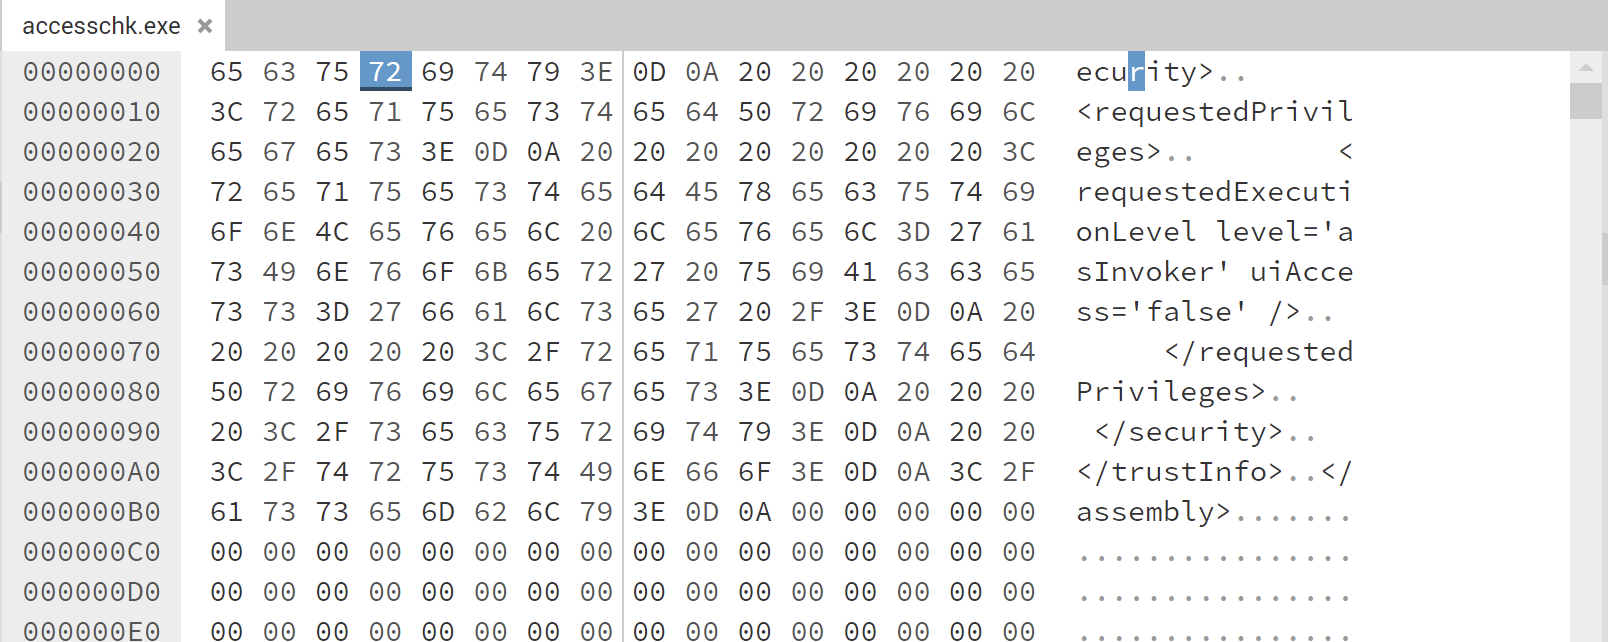 accesschk.exe ×
00000000 65 63 75 72 69 74 79 3E 0D 0A 20 20 20 20 20 20 ecurity>..
00000010 3C 72 65 71 75 65 73 74 65 64 50 72 69 76 69 6C <requestedPrivil
00000020 65 67 65 73 3E 0D 0A 20 20 20 20 20 20 20 20 3C eges>..         <
00000030 72 65 71 75 65 73 74 65 64 45 78 65 63 75 74 69 requestedExecuti
00000040 6F 6E 4C 65 76 65 6C 20 6C 65 76 65 6C 3D 27 61 onLevel level='a
00000050 73 49 6E 76 6F 6B 65 72 27 20 75 69 41 63 63 65 sInvoker' uiAcce
00000060 73 73 3D 27 66 61 6C 73 65 27 20 2F 3E 0D 0A 20 ss='false' />..
00000070 20 20 20 20 20 3C 2F 72 65 71 75 65 73 74 65 64      </requested
00000080 50 72 69 76 69 6C 65 67 65 73 3E 0D 0A 20 20 20 Privileges>..
00000090 20 3C 2F 73 65 63 75 72 69 74 79 3E 0D 0A 20 20  </security>..
000000A0 3C 2F 74 72 75 73 74 49 6E 66 6F 3E 0D 0A 3C 2F </trustInfo>..</
000000B0 61 73 73 65 6D 62 6C 79 3E 0D 0A 00 00 00 00 00 assembly>.......
000000C0 00 00 00 00 00 00 00 00 00 00 00 00 00 00 00 00 ................
000000D0 00 00 00 00 00 00 00 00 00 00 00 00 00 00 00 00 ................
000000E0 00 00 00 00 00 00 00 00 00 00 00 00 00 00 00 00 ................